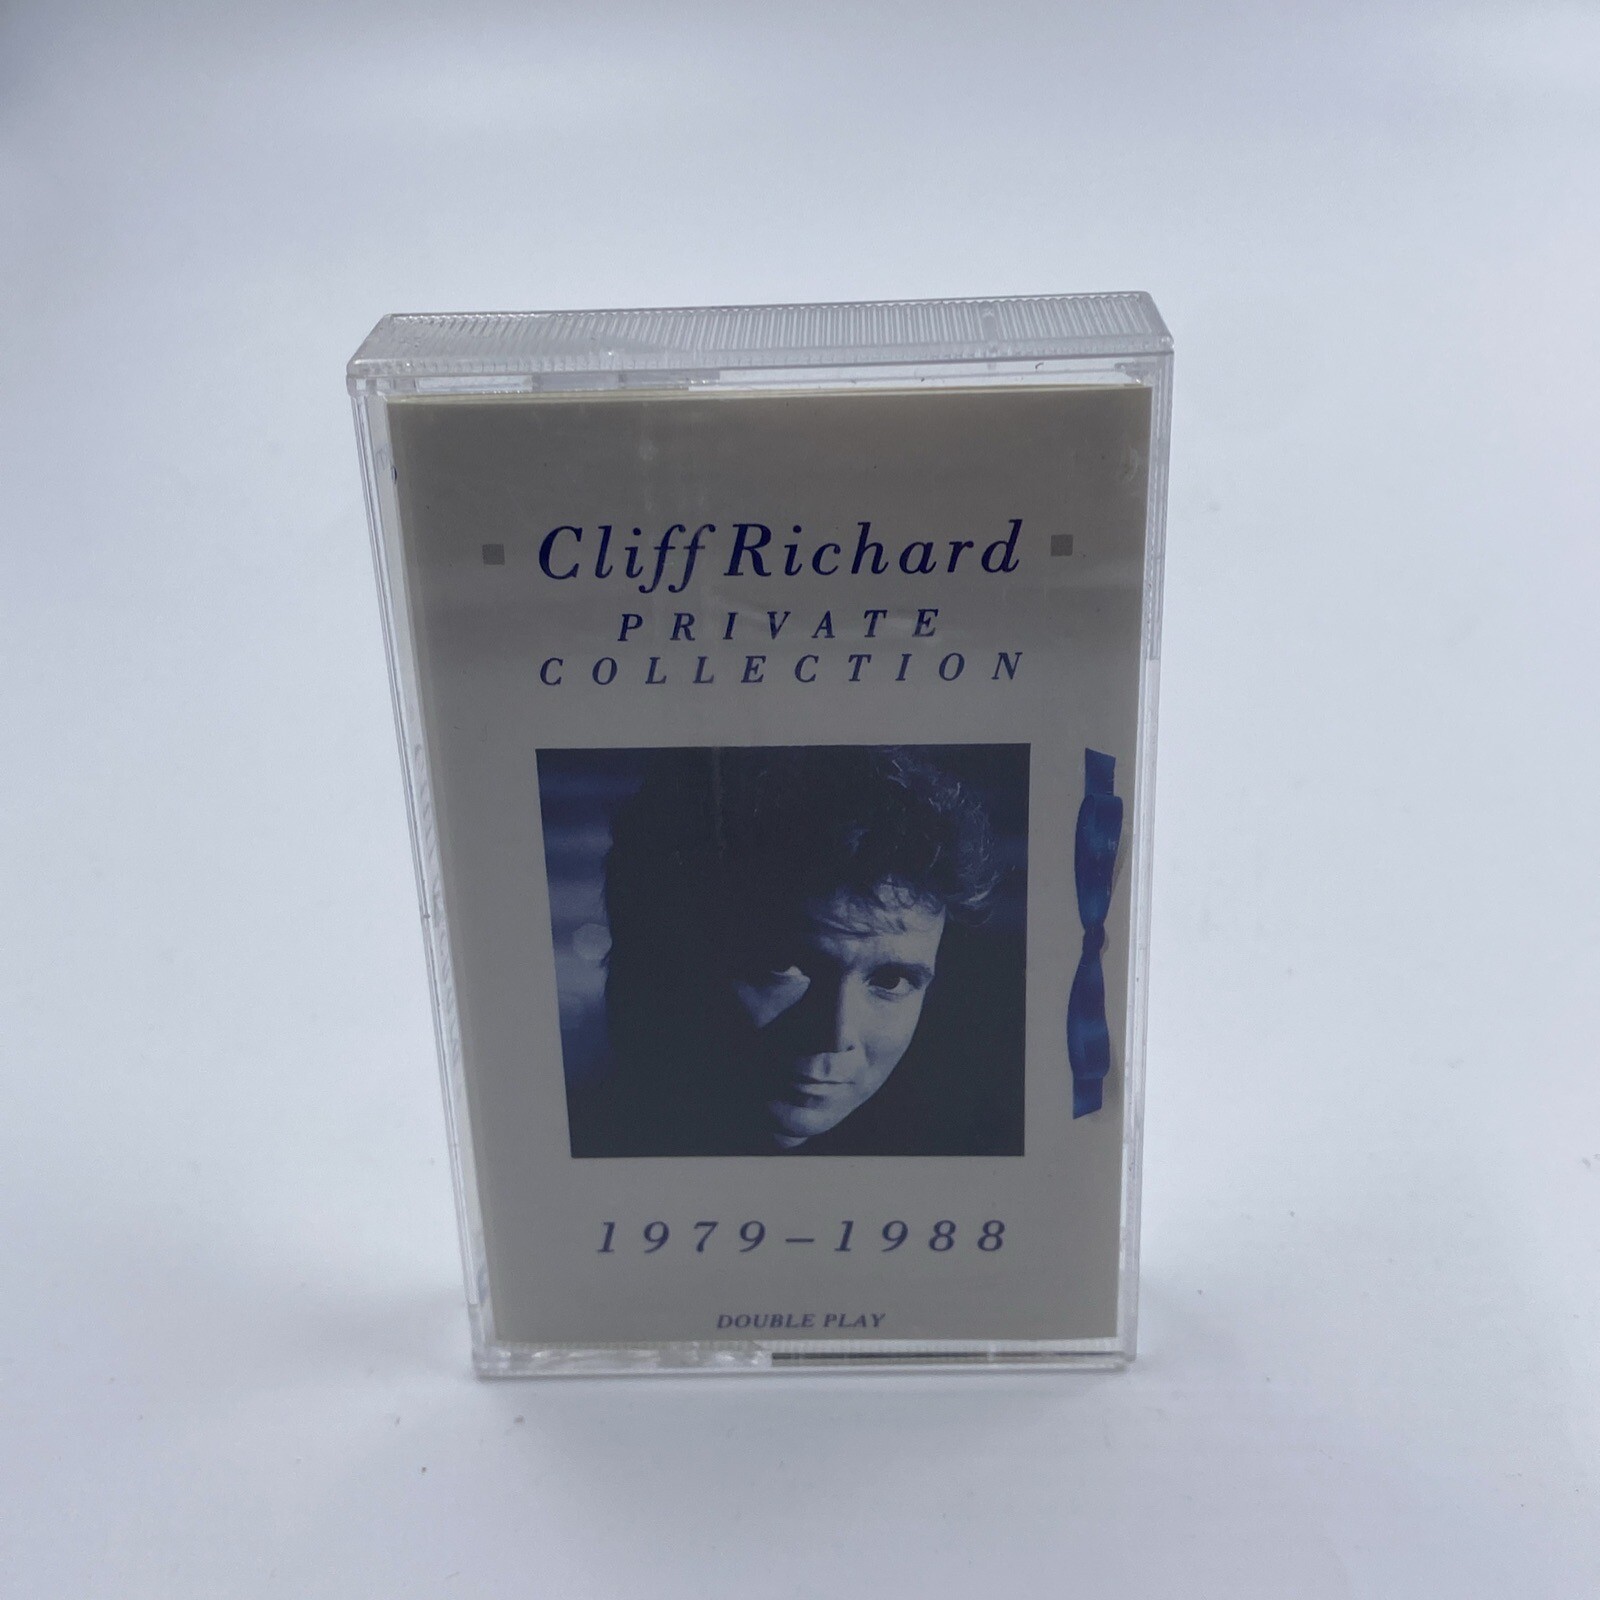 Cliff Richard
PRIVATE
COLLECTION
1979-1988
DOUBLE PLAY